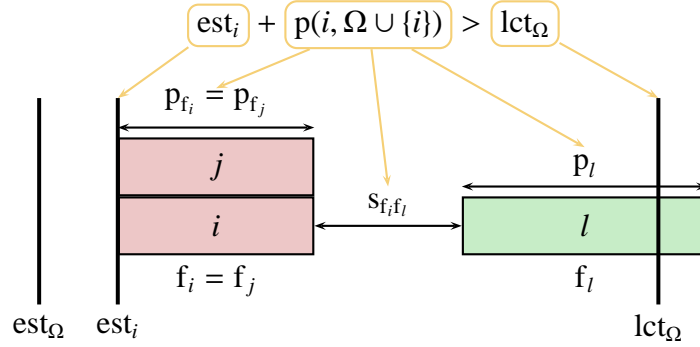 est_i + p(i, Ω ∪ {i}) > lct_Ω
p_{f_i} = p_{f_j}
j
p_l
i
s_{f_i f_l}
l
f_i = f_j
f_l
est_Ω
est_i
lct_Ω